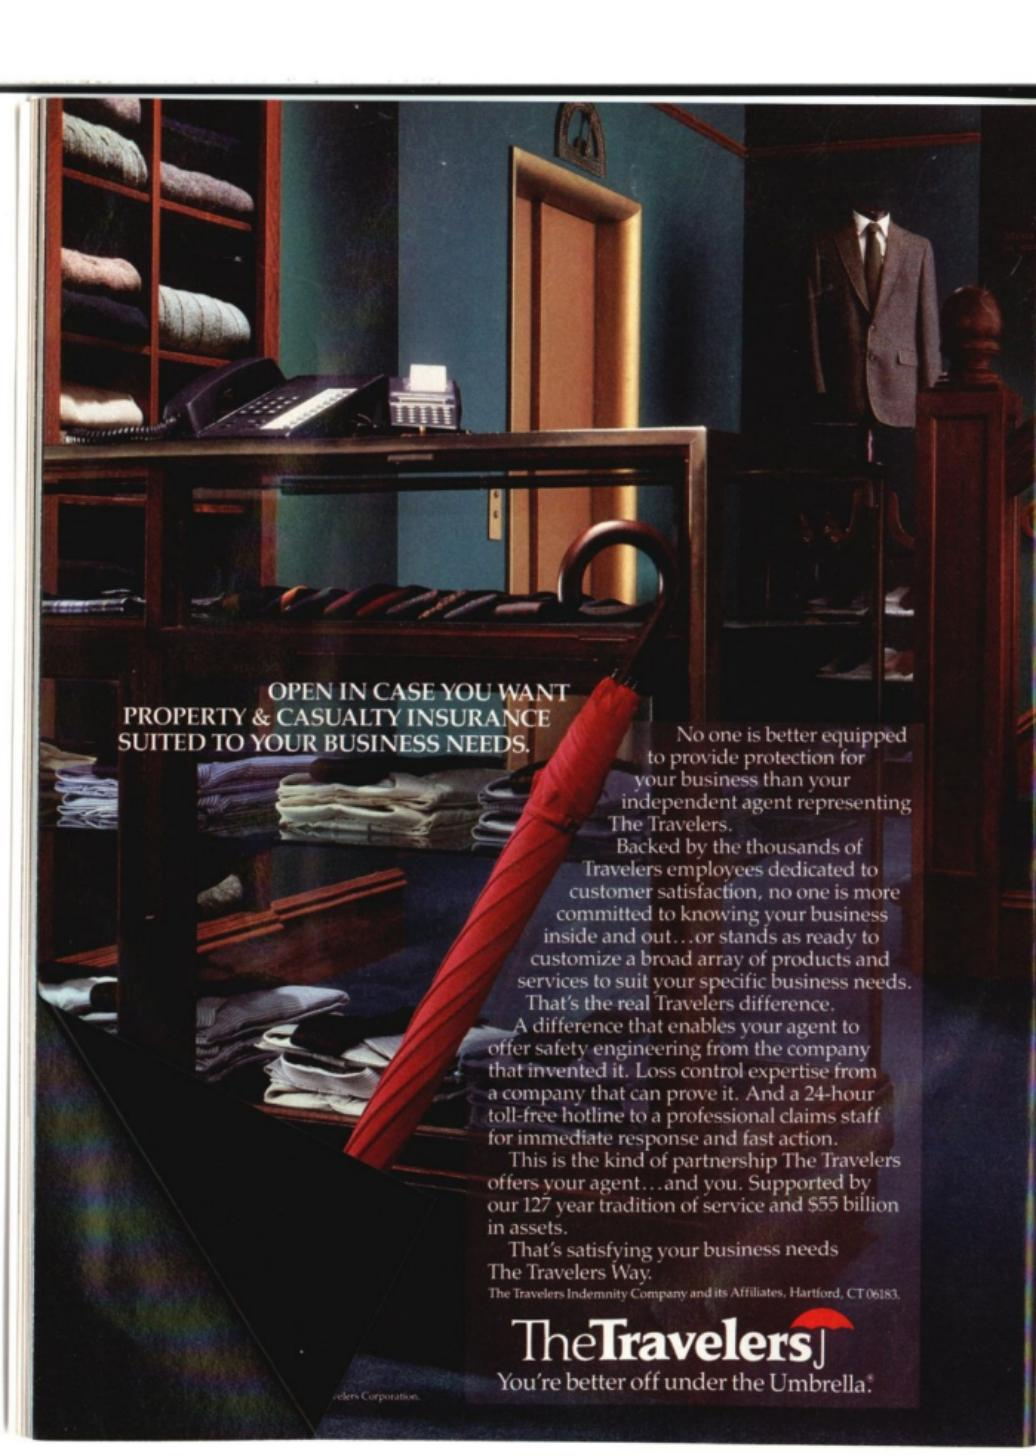 OPEN IN CASE YOU WANT
PROPERTY & CASUALTY INSURANCE
SUITED TO YOUR BUSINESS NEEDS.
No one is better equipped
to provide protection for
your business than your
independent agent representing
The Travelers.
Backed by the thousands of
Travelers employees dedicated to
customer satisfaction, no one is more
committed to knowing your business
inside and out...or stands as ready to
customize a broad array of products and
services to suit your specific business needs.
That's the real Travelers difference.
A difference that enables your agent to
offer safety engineering from the company
that invented it. Loss control expertise from
a company that can prove it. And a 24-hour
toll-free hotline to a professional claims staff
for immediate response and fast action.
This is the kind of partnership The Travelers
offers your agent...and you. Supported by
our 127 year tradition of service and $55 billion
in assets.
That's satisfying your business needs
The Travelers Way.
The Travelers Indemnity Company and its Affiliates, Hartford, CT 06183.
TheTravelers
You're better off under the Umbrella.®
elers Corporation.